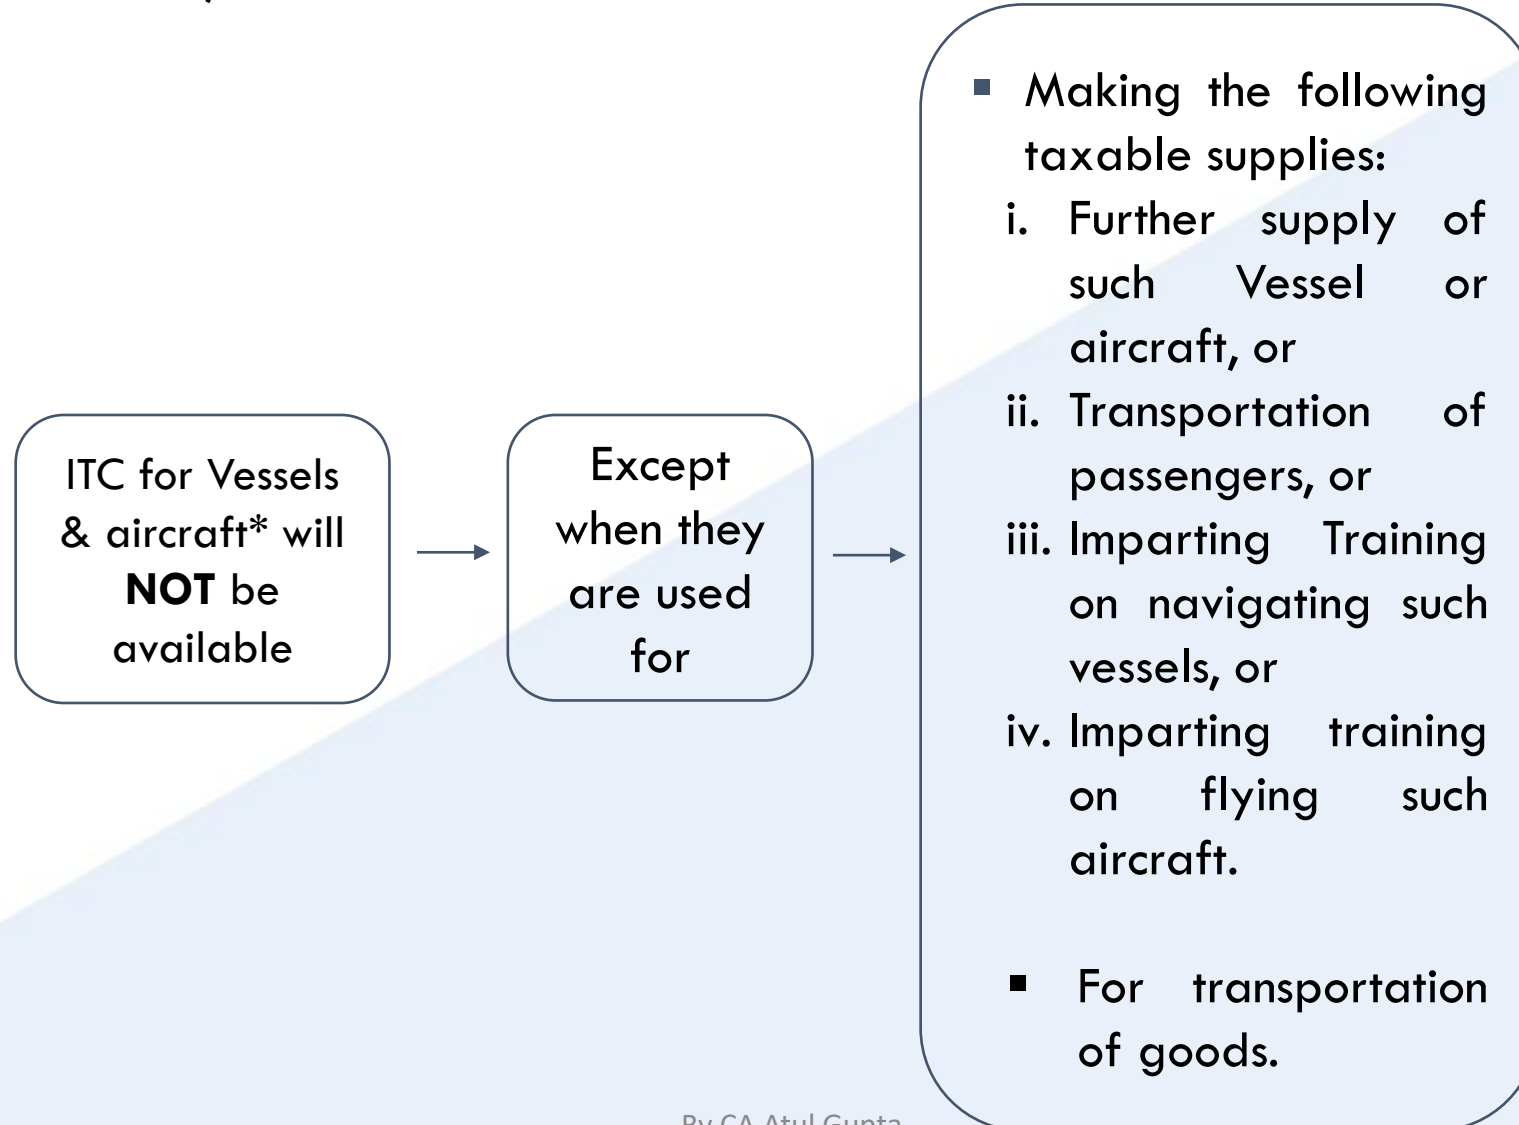 ITC for Vessels
& aircraft* will
NOT be
available
Except
when they
are used
for
▪ Making the following
taxable supplies:
i. Further supply of
such Vessel or
aircraft, or
ii. Transportation of
passengers, or
iii. Imparting Training
on navigating such
vessels, or
iv. Imparting training
on flying such
aircraft.
▪ For transportation
of goods.
By CA Atul Gupta